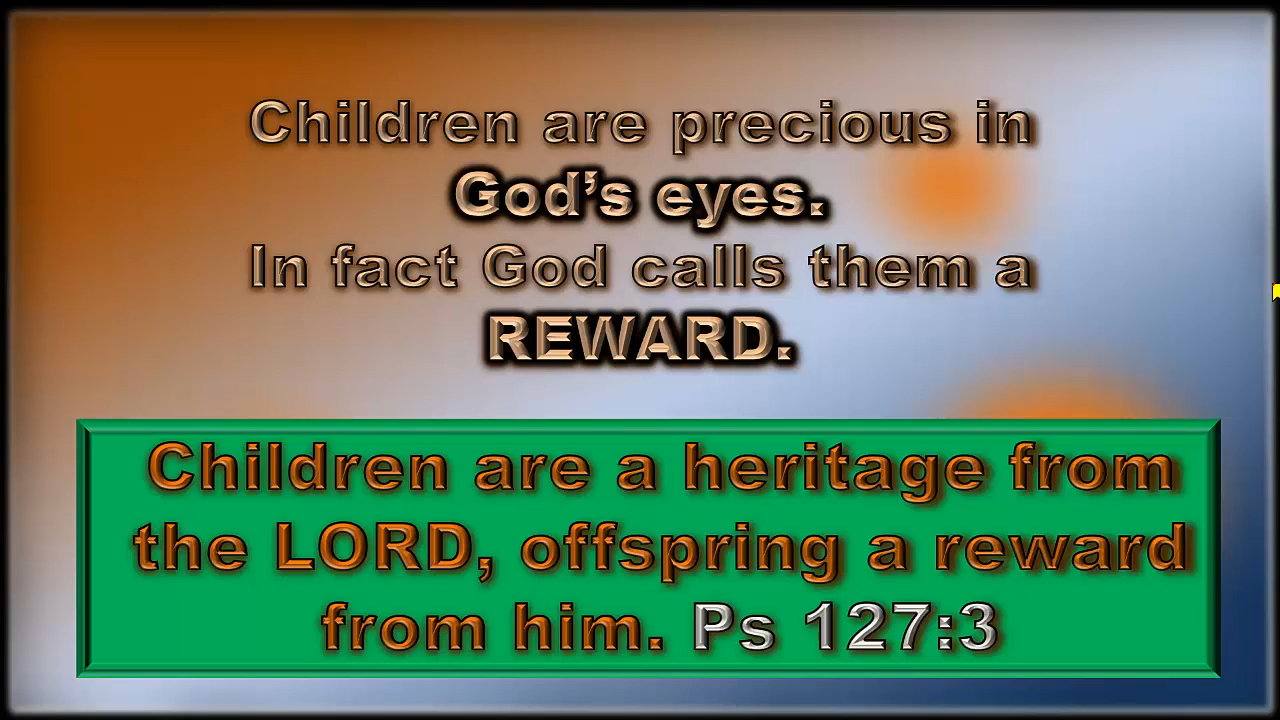 Children are precious in
God’s eyes.
In fact God calls them a
REWARD.
Children are a heritage from
the LORD, offspring a reward
from him. Ps 127:3